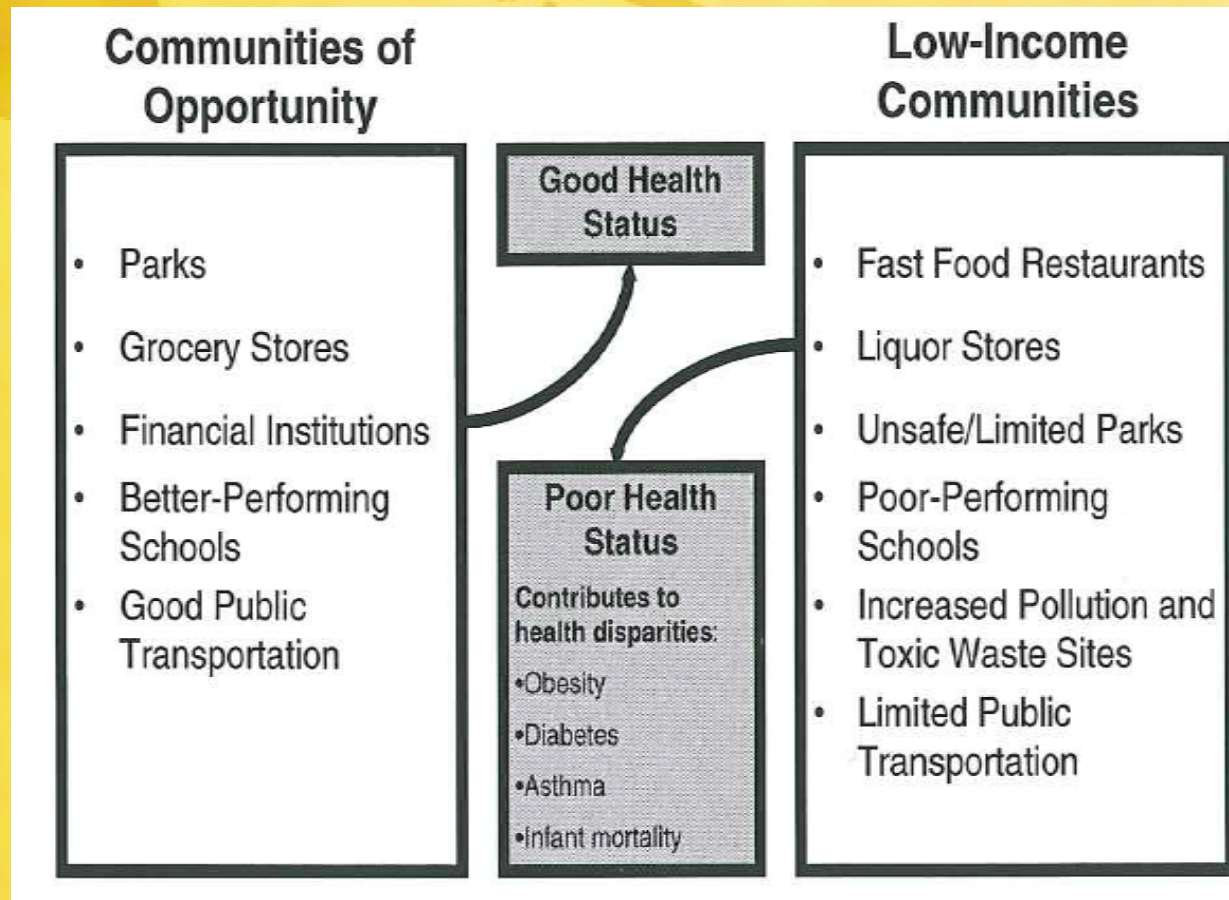 Communities of
Opportunity
• Parks
• Grocery Stores
• Financial Institutions
• Better-Performing
Schools
• Good Public
Transportation
Good Health
Status
Poor Health
Status
Contributes to
health disparities:
•Obesity
•Diabetes
•Asthma
•Infant mortality
Low-Income
Communities
• Fast Food Restaurants
• Liquor Stores
• Unsafe/Limited Parks
• Poor-Performing
Schools
• Increased Pollution and
Toxic Waste Sites
• Limited Public
Transportation